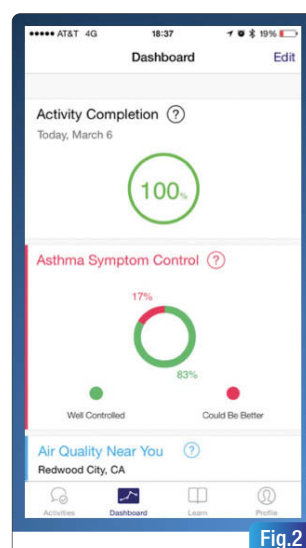 AT&T 4G 18:37 19%
Dashboard Edit
Activity Completion ?
Today, March 6
100%
Asthma Symptom Control ?
17%
83%
Well Controlled Could Be Better
Air Quality Near You ?
Redwood City, CA
Activities Dashboard Learn Profile
Fig.2